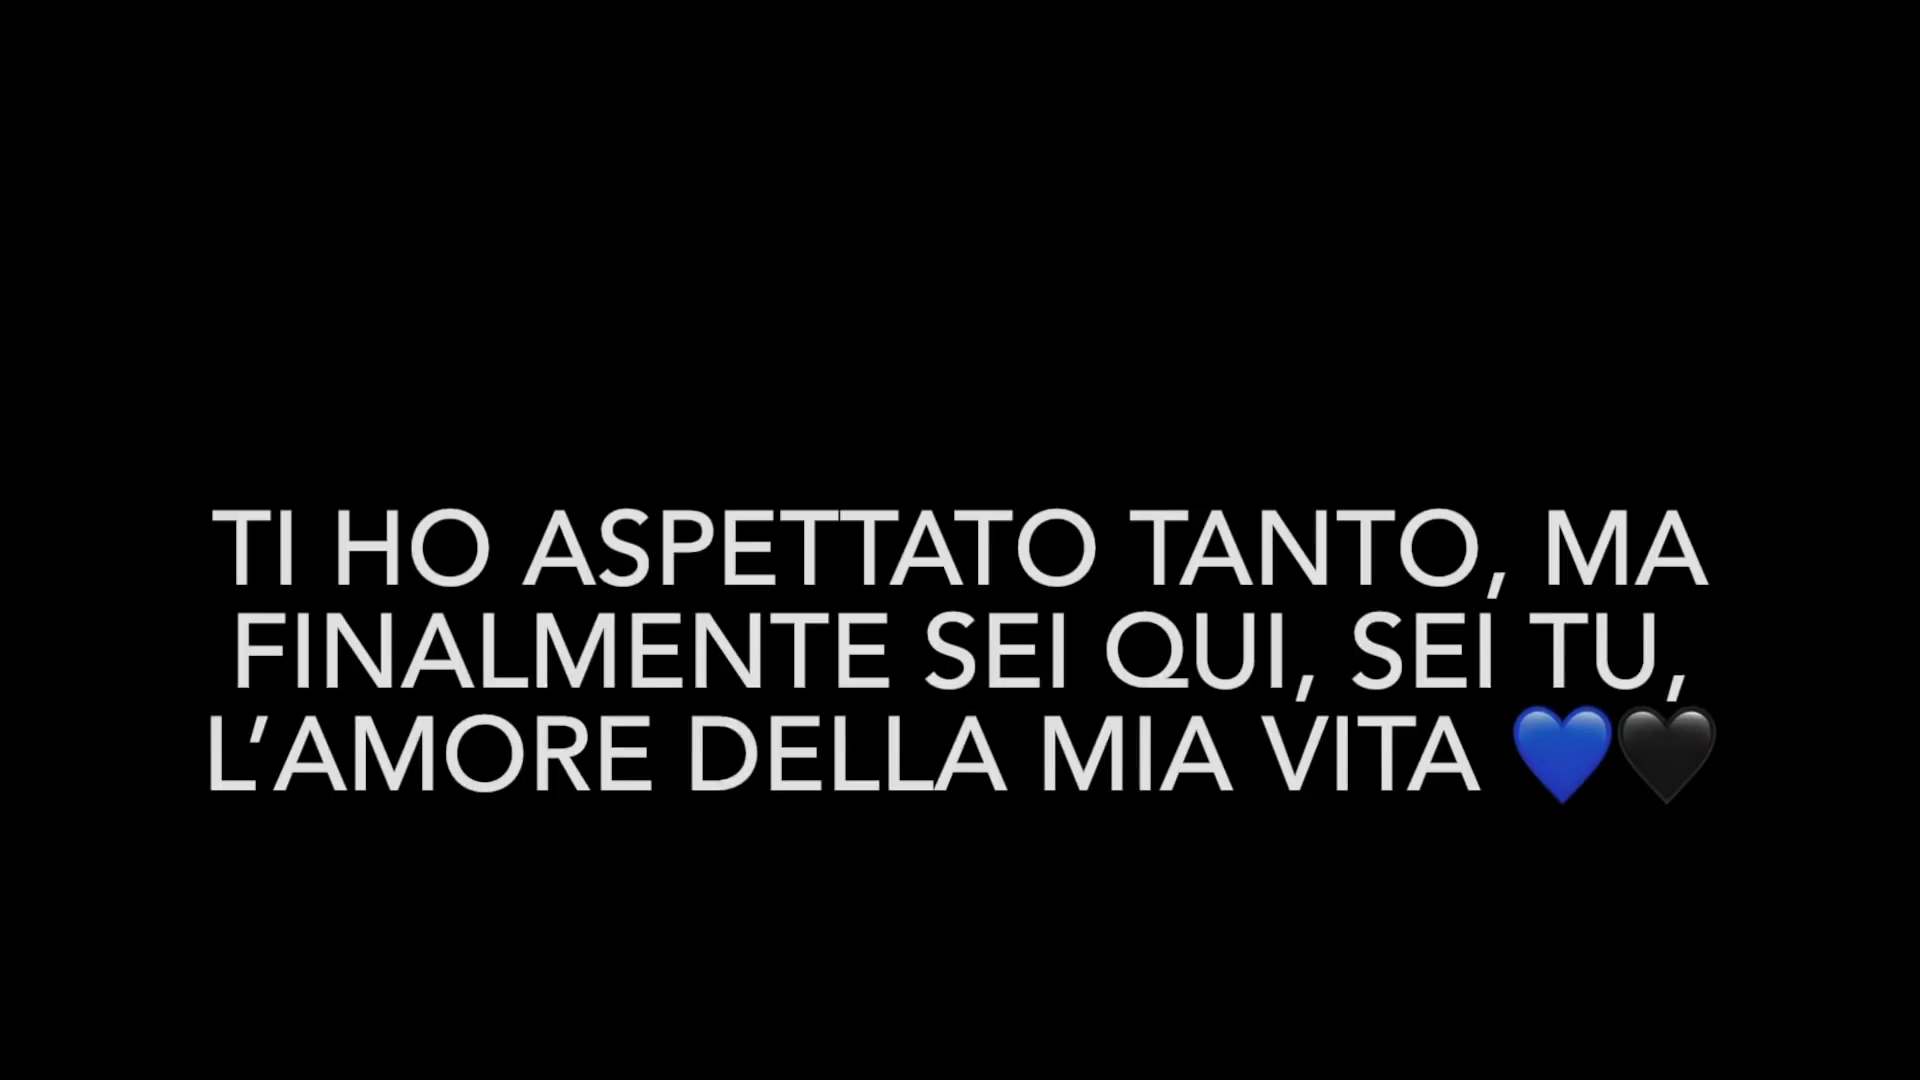 TI HO ASPETTATO TANTO, MA
FINALMENTE SEI QUI, SEI TU,
L’AMORE DELLA MIA VITA 💙🖤